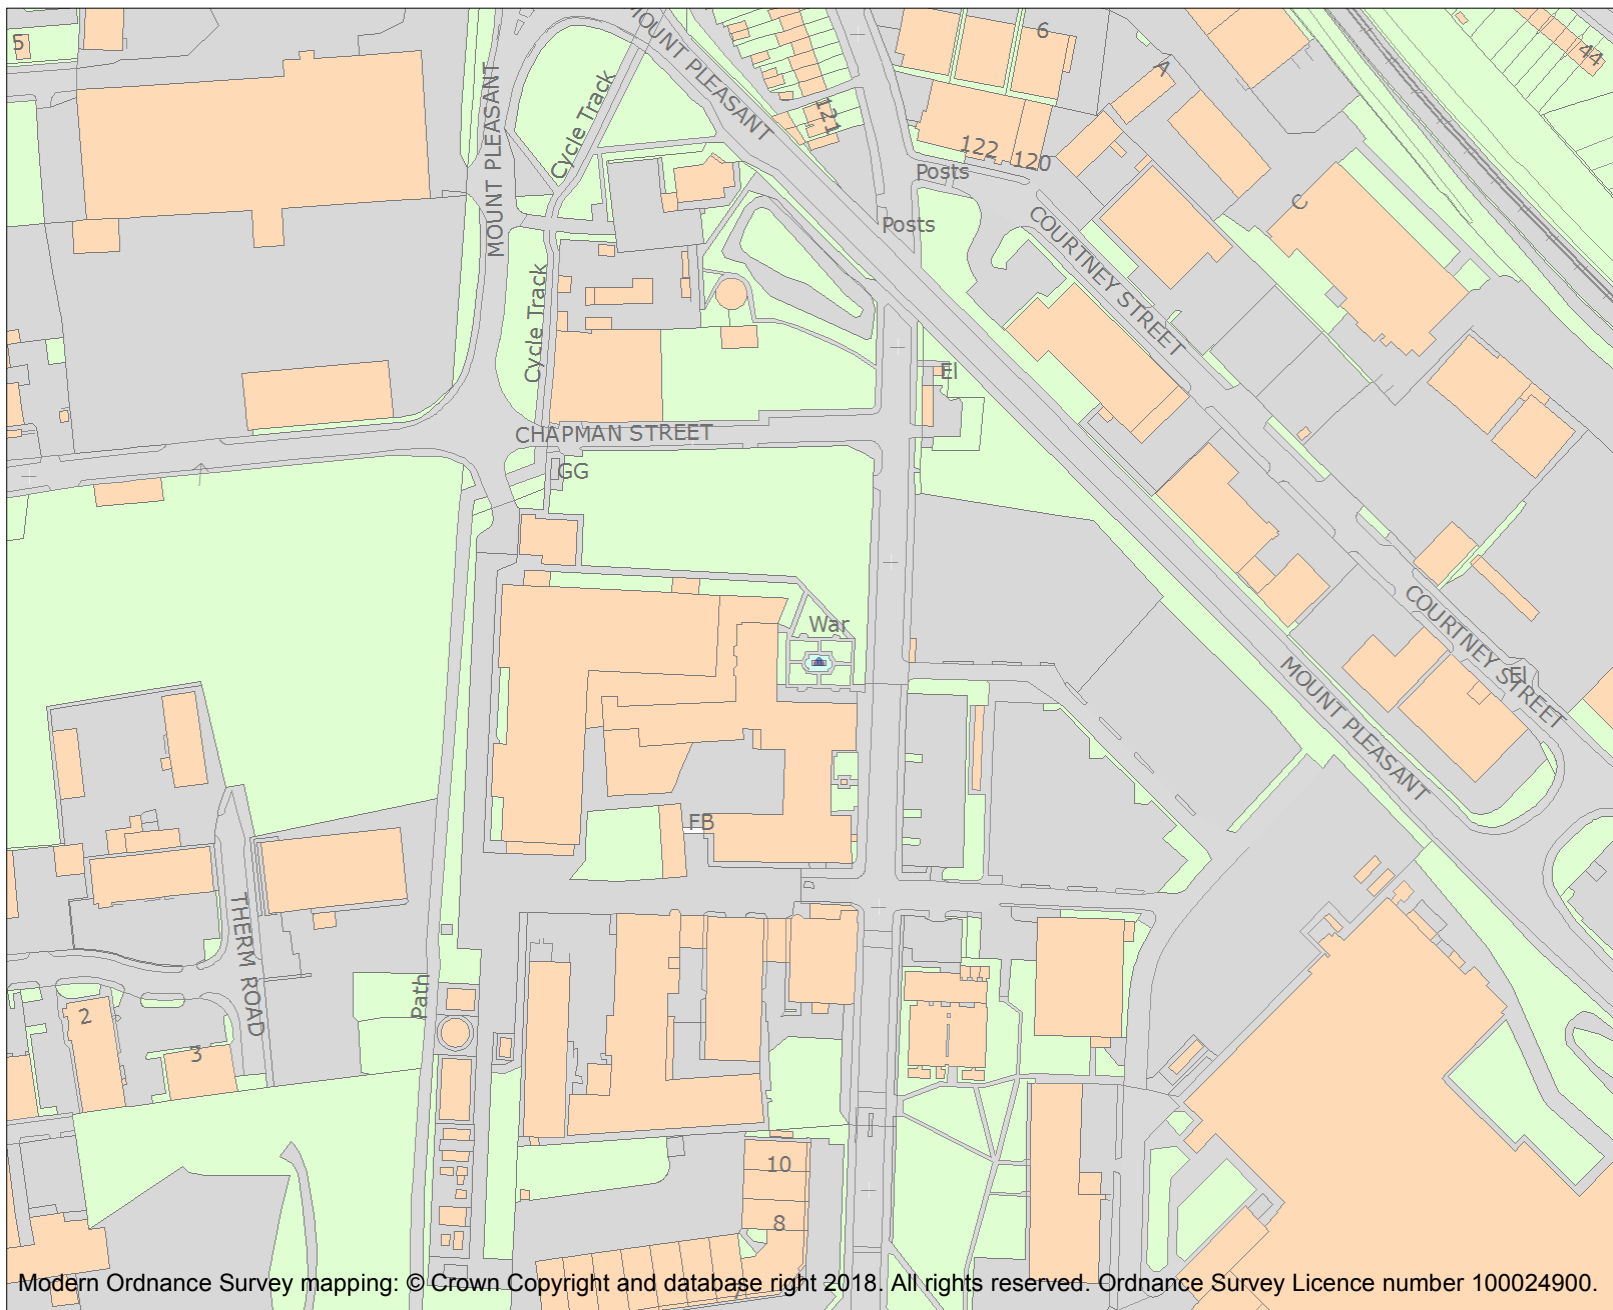 5
MOUNT PLEASANT
6
44
A
MOUNT PLEASANT
Cycle Track
121
122
120
Posts
C
Posts
COURTNEY STREET
Cycle Track
El
CHAPMAN STREET
GG
COURTNEY STREET
War
El
MOUNT PLEASANT
FB
THERM ROAD
Path
2
3
10
8
Modern Ordnance Survey mapping: © Crown Copyright and database right 2018. All rights reserved. Ordnance Survey Licence number 100024900.